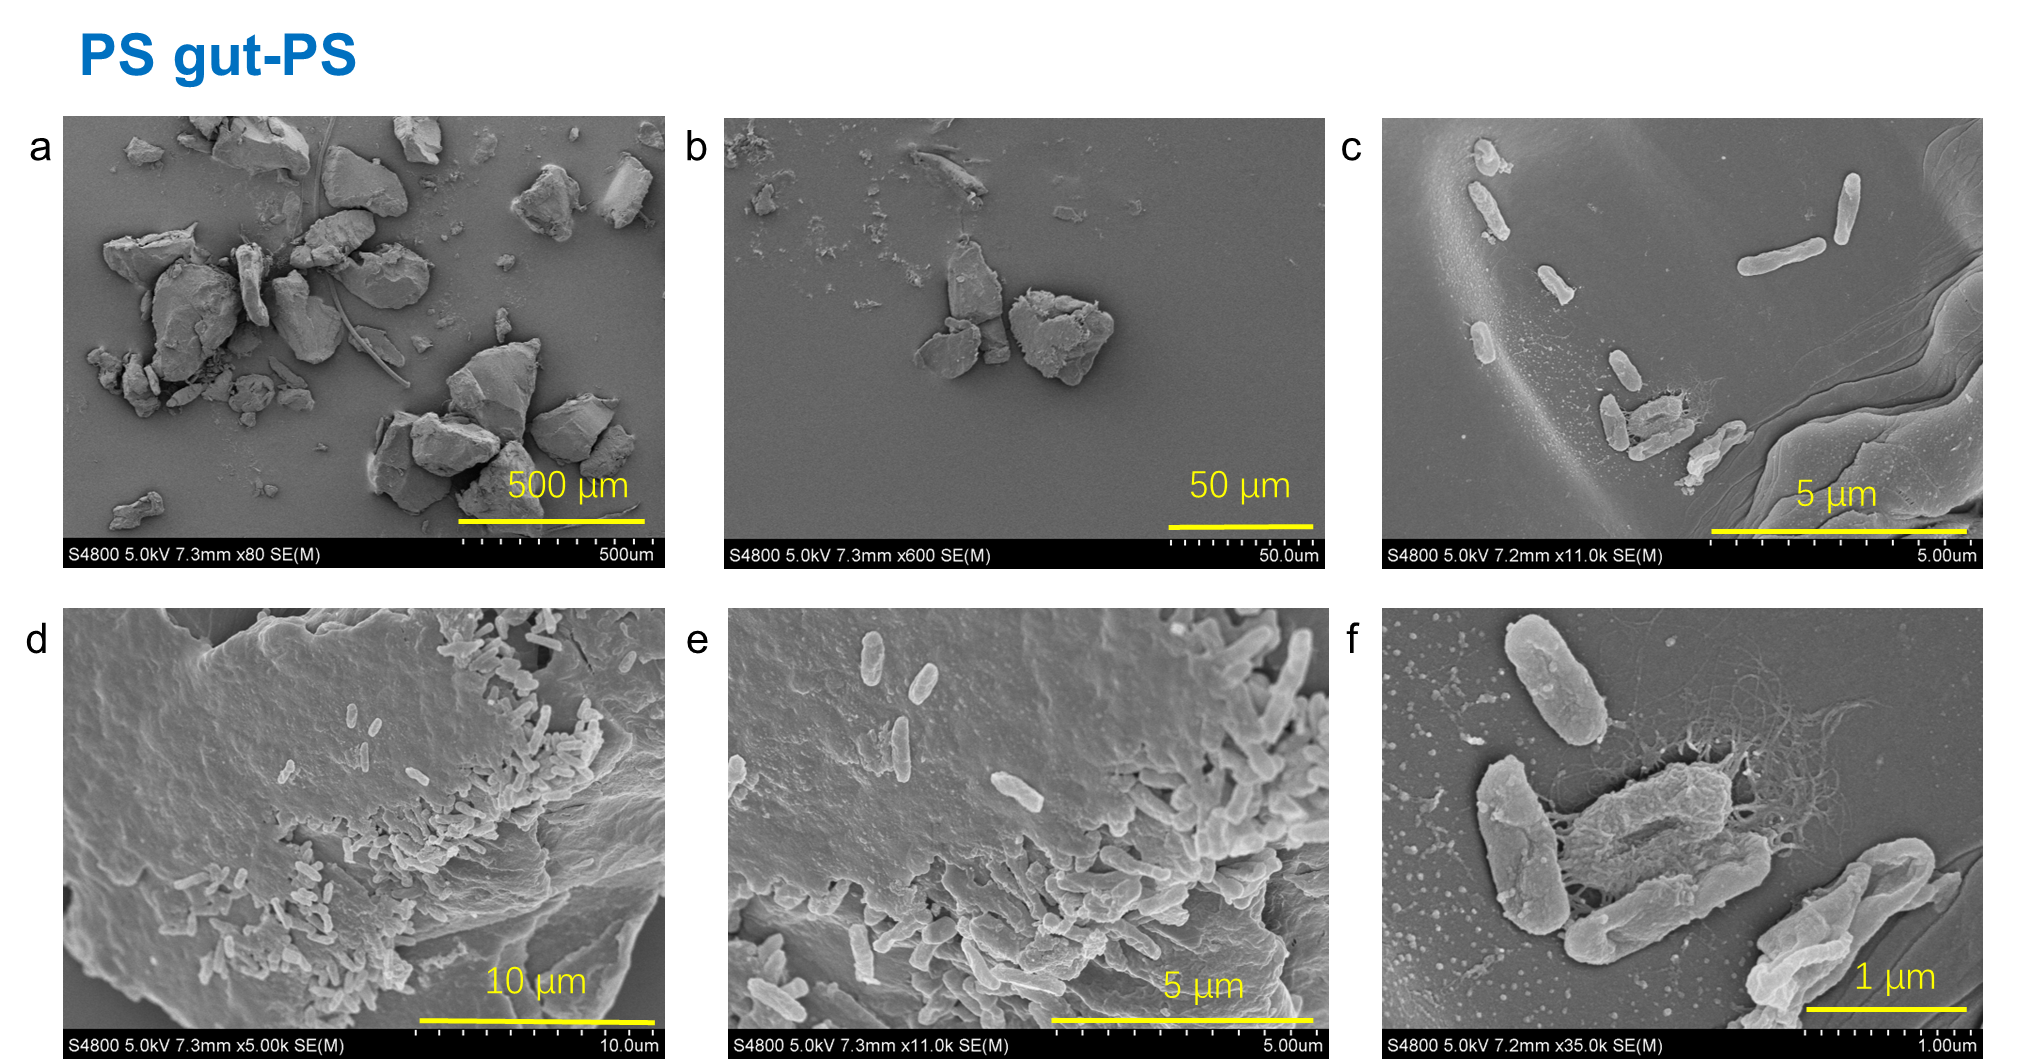 PS gut-PS
a
500 μm
S4800 5.0kV 7.3mm x80 SE(M) 500um
b
50 μm
S4800 5.0kV 7.3mm x600 SE(M) 50.0um
c
5 μm
S4800 5.0kV 7.2mm x11.0k SE(M) 5.00um
d
10 μm
S4800 5.0kV 7.3mm x5.00k SE(M) 10.0um
e
5 μm
S4800 5.0kV 7.3mm x11.0k SE(M) 5.00um
f
1 μm
S4800 5.0kV 7.2mm x35.0k SE(M) 1.00um